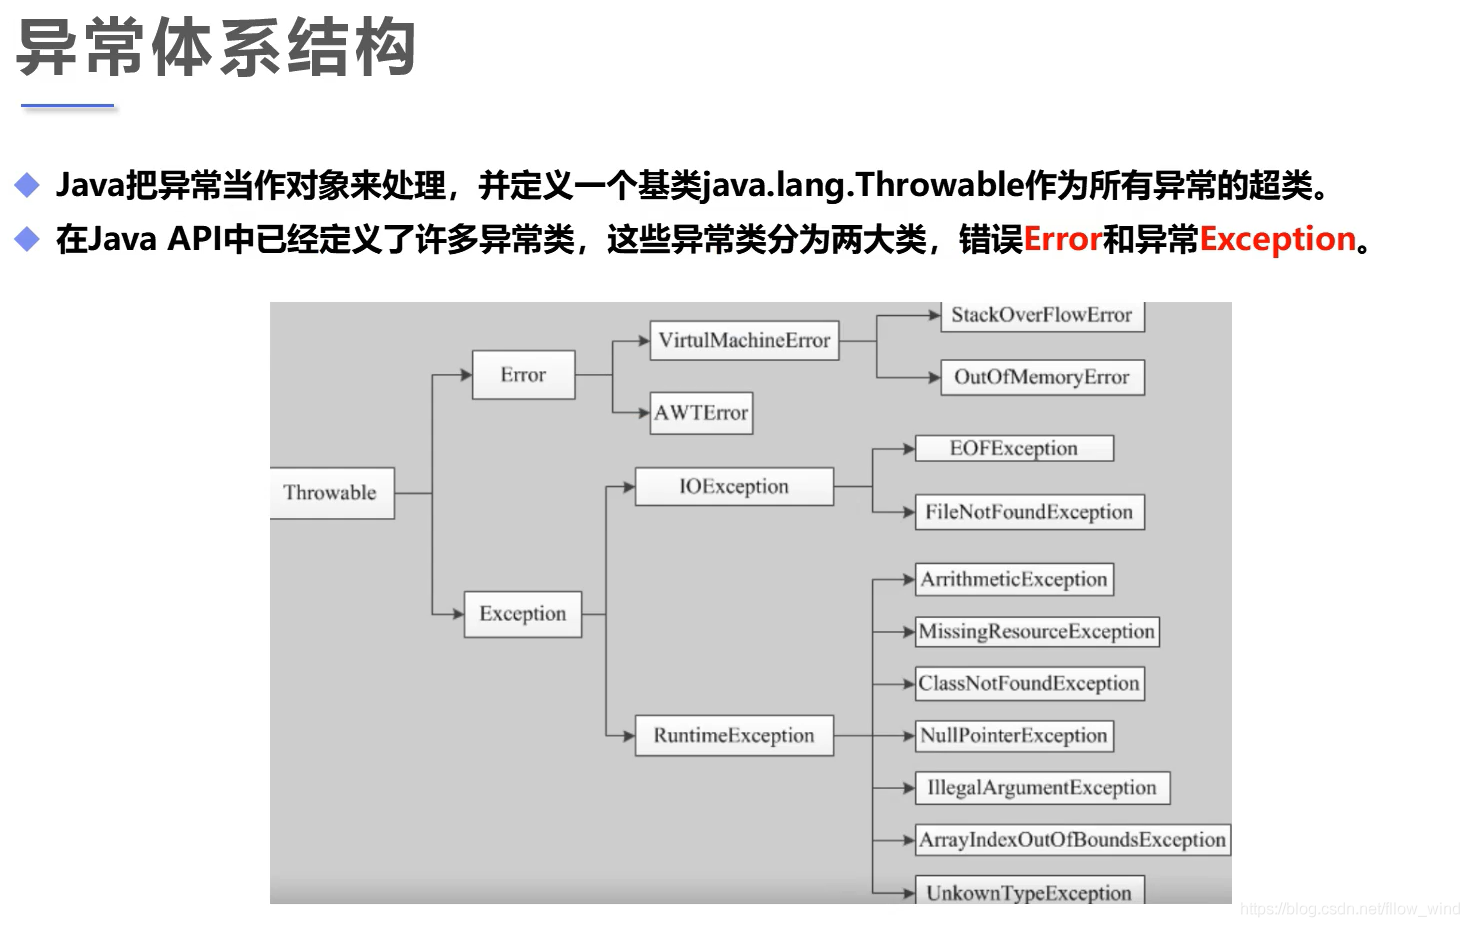 异常体系结构
Java把异常当作对象来处理，并定义一个基类java.lang.Throwable作为所有异常的超类。
在Java API中已经定义了许多异常类，这些异常类分为两大类，错误Error和异常Exception。
StackOverFlowError
VirtulMachineError
Error
OutOfMemoryError
AWTError
EOFException
IOException
Throwable
FileNotFoundException
ArrithmeticException
Exception
MissingResourceException
ClassNotFoundException
RuntimeException
NullPointerException
IllegalArgumentException
ArrayIndexOutOfBoundsException
UnkownTypeException
https://blog.csdn.net/fllow_wind